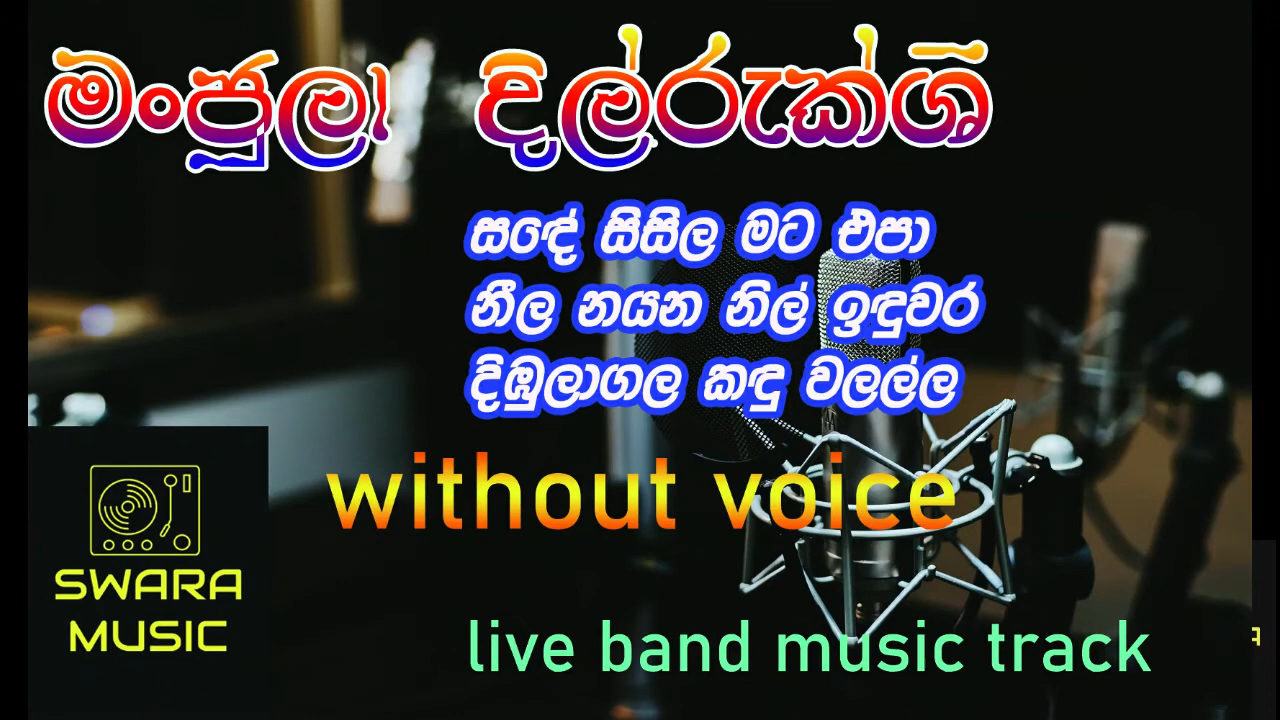 මංජුලා දිල්රුක්ශි
සඳේ සිසිල මට එපා
නීල නයන නිල් ඉඳුවර
දිඹුලාගල කඳු වලල්ල
without voice
SWARA
MUSIC
live band music track